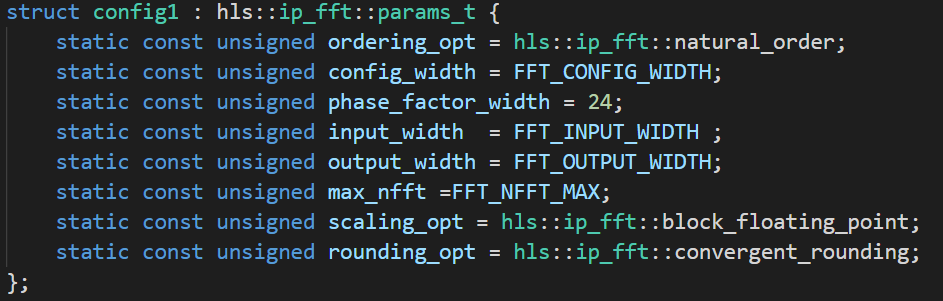 struct config1 : hls::ip_fft::params_t {
    static const unsigned ordering_opt = hls::ip_fft::natural_order;
    static const unsigned config_width = FFT_CONFIG_WIDTH;
    static const unsigned phase_factor_width = 24;
    static const unsigned input_width  = FFT_INPUT_WIDTH ;
    static const unsigned output_width = FFT_OUTPUT_WIDTH;
    static const unsigned max_nfft =FFT_NFFT_MAX;
    static const unsigned scaling_opt = hls::ip_fft::block_floating_point;
    static const unsigned rounding_opt = hls::ip_fft::convergent_rounding;
};